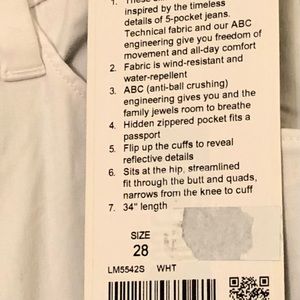 inspired by the timeless
details of 5-pocket jeans.
Technical fabric and our ABC
engineering give you freedom of
movement and all-day comfort
2. Fabric is wind-resistant and
water-repellent
3. ABC (anti-ball crushing)
engineering gives you and the
family jewels room to breathe
4. Hidden zippered pocket fits a
passport
5. Flip up the cuffs to reveal
reflective details
6. Sits at the hip, streamlined
fit through the butt and quads,
narrows from the knee to cuff
7. 34" length
SIZE
28
LM5542S WHT